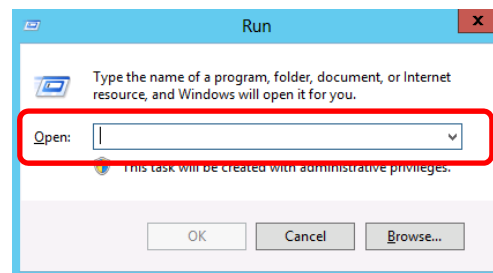 Run
x
Type the name of a program, folder, document, or Internet
resource, and Windows will open it for you.
Open:
This task will be created with administrative privileges.
OK Cancel Browse...